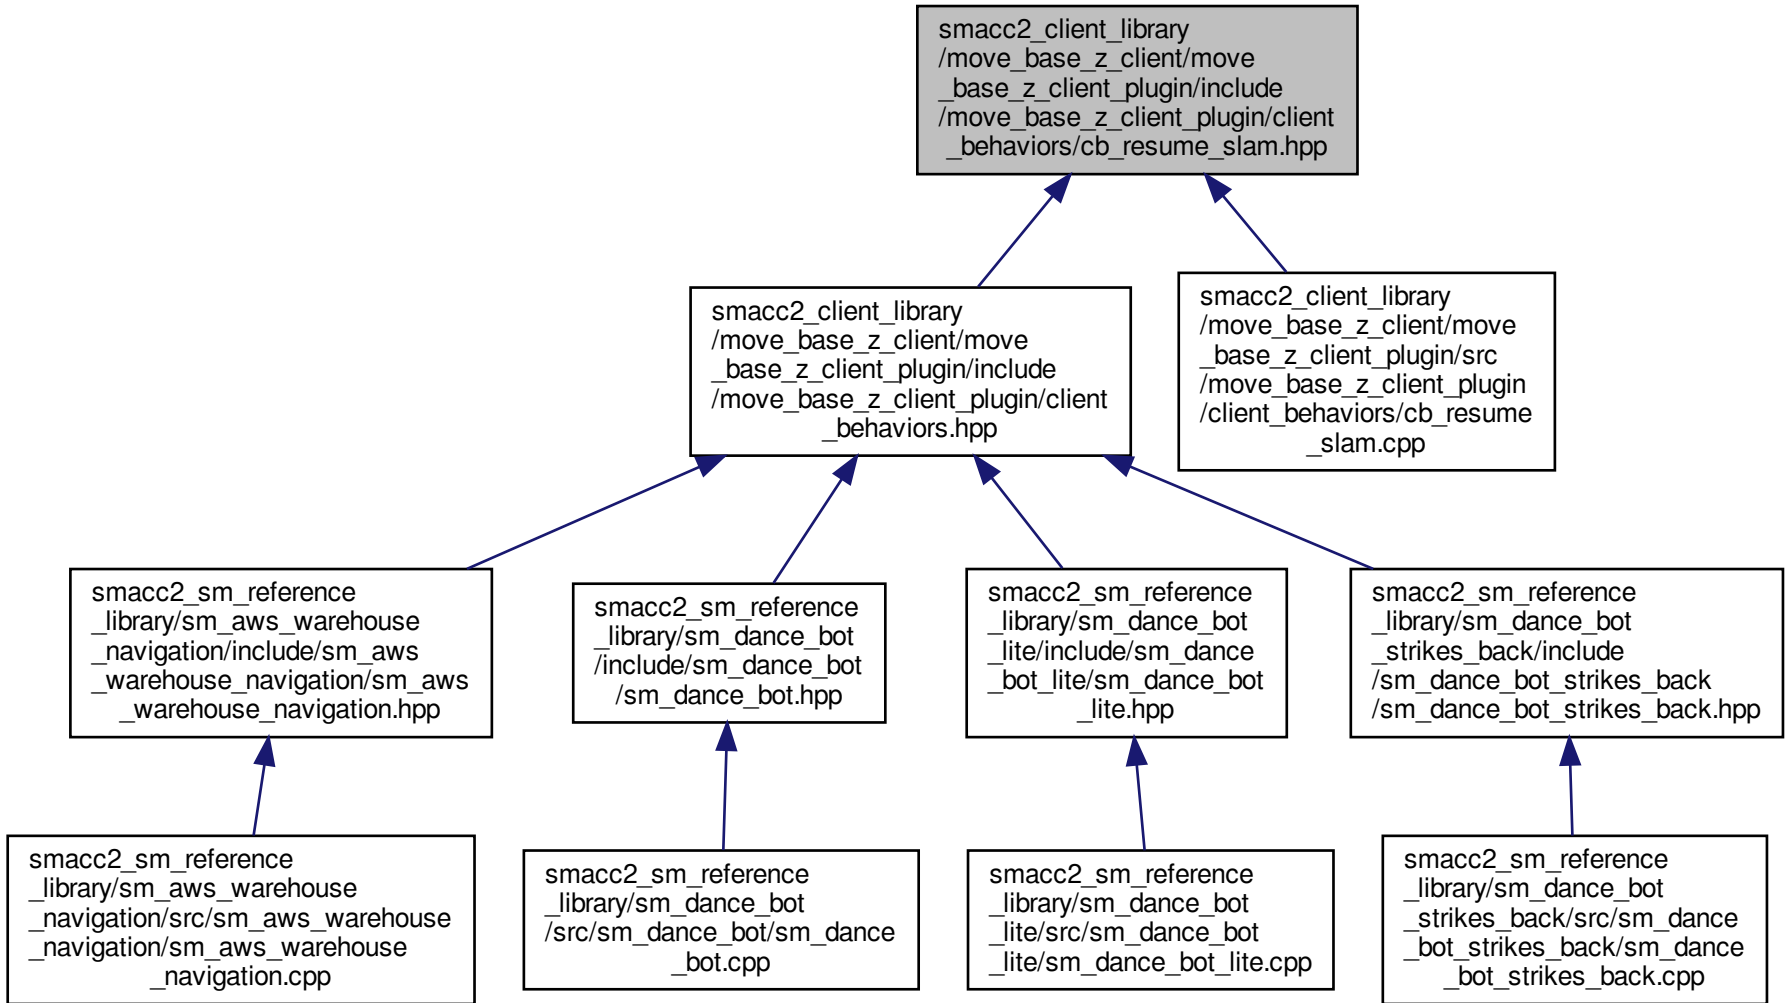 smacc2_client_library
/move_base_z_client/move
_base_z_client_plugin/include
/move_base_z_client_plugin/client
_behaviors/cb_resume_slam.hpp
smacc2_client_library
/move_base_z_client/move
_base_z_client_plugin/include
/move_base_z_client_plugin/client
_behaviors.hpp
smacc2_client_library
/move_base_z_client/move
_base_z_client_plugin/src
/move_base_z_client_plugin
/client_behaviors/cb_resume
_slam.cpp
smacc2_sm_reference
_library/sm_aws_warehouse
_navigation/include/sm_aws
_warehouse_navigation/sm_aws
_warehouse_navigation.hpp
smacc2_sm_reference
_library/sm_dance_bot
/include/sm_dance_bot
/sm_dance_bot.hpp
smacc2_sm_reference
_library/sm_dance_bot
_lite/include/sm_dance
_bot_lite/sm_dance_bot
_lite.hpp
smacc2_sm_reference
_library/sm_dance_bot
_strikes_back/include
/sm_dance_bot_strikes_back
/sm_dance_bot_strikes_back.hpp
smacc2_sm_reference
_library/sm_aws_warehouse
_navigation/src/sm_aws_warehouse
_navigation/sm_aws_warehouse
_navigation.cpp
smacc2_sm_reference
_library/sm_dance_bot
/src/sm_dance_bot/sm_dance
_bot.cpp
smacc2_sm_reference
_library/sm_dance_bot
_lite/src/sm_dance_bot
_lite/sm_dance_bot_lite.cpp
smacc2_sm_reference
_library/sm_dance_bot
_strikes_back/src/sm_dance
_bot_strikes_back/sm_dance
_bot_strikes_back.cpp